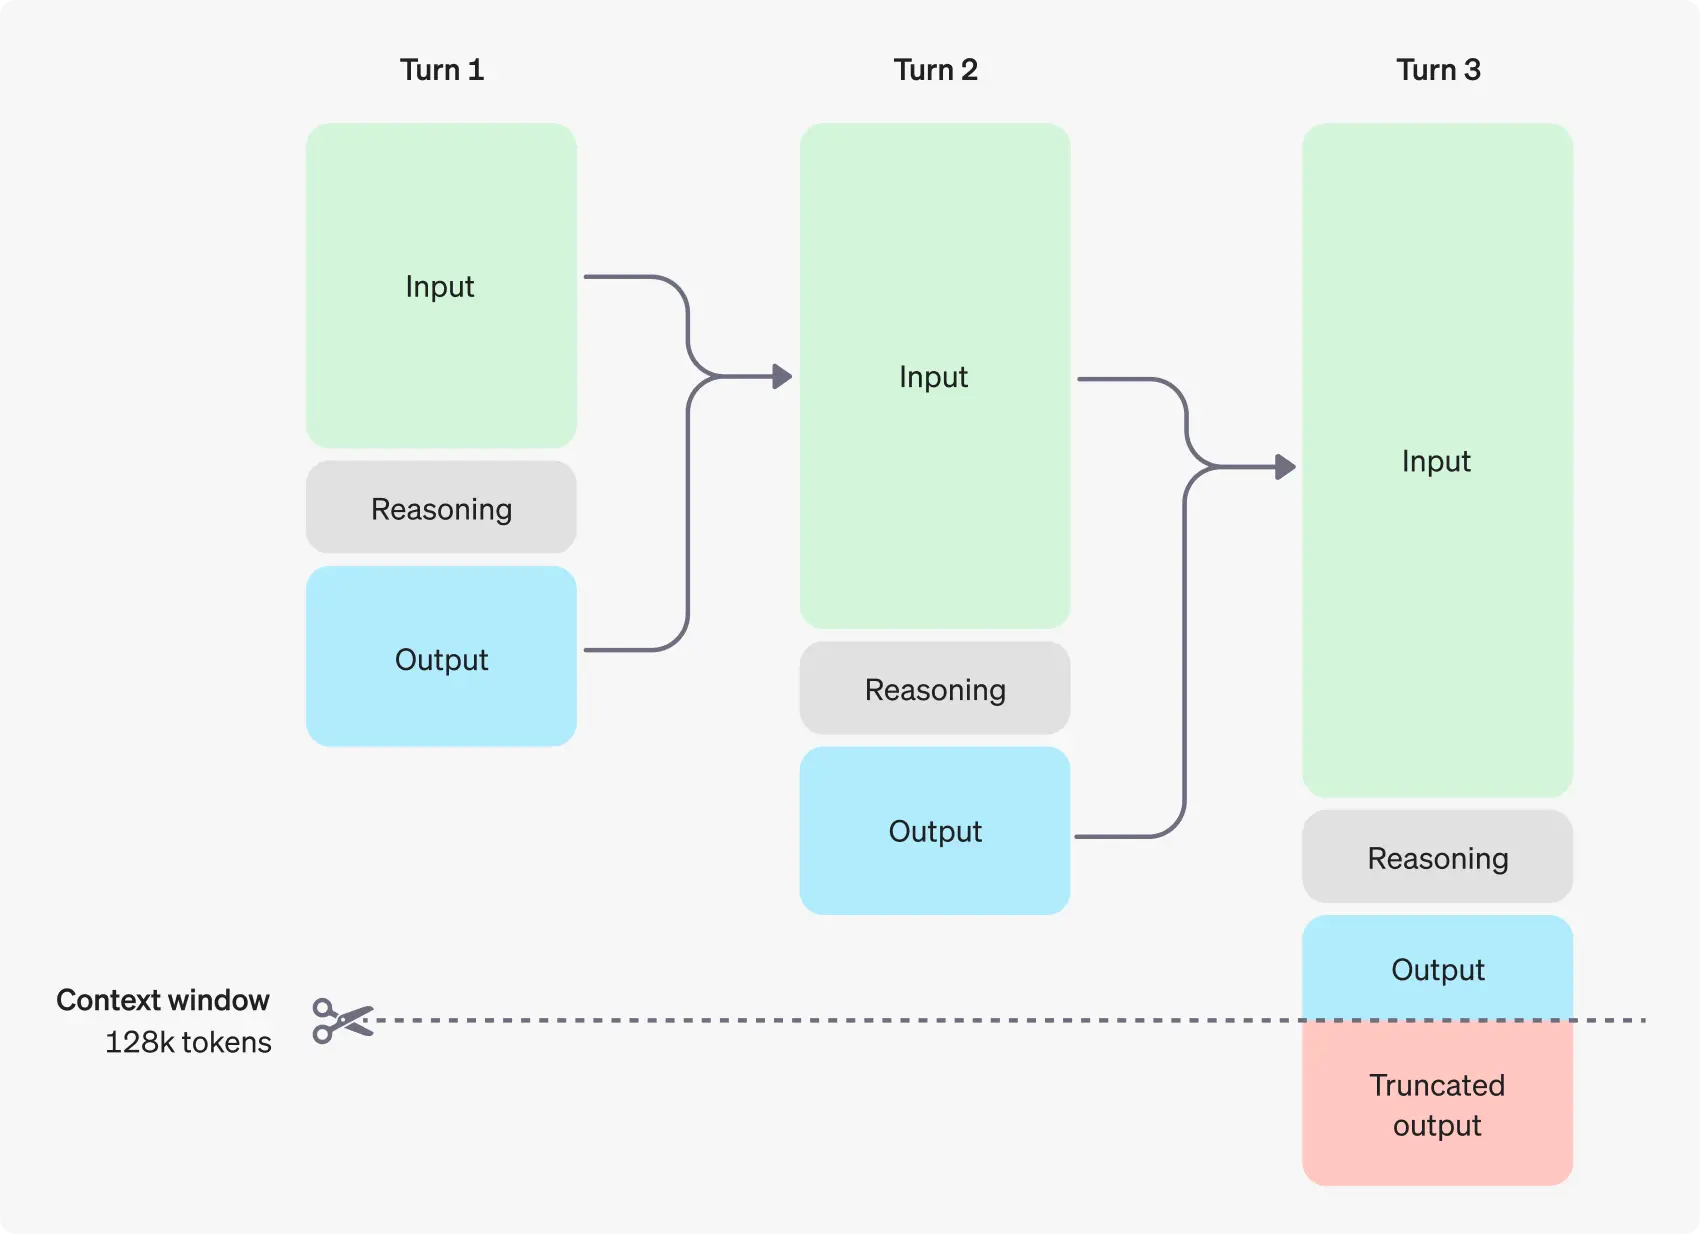 Turn 1
Turn 2
Turn 3
Input
Reasoning
Output
Input
Reasoning
Output
Input
Reasoning
Output
Context window
128k tokens
Truncated
output